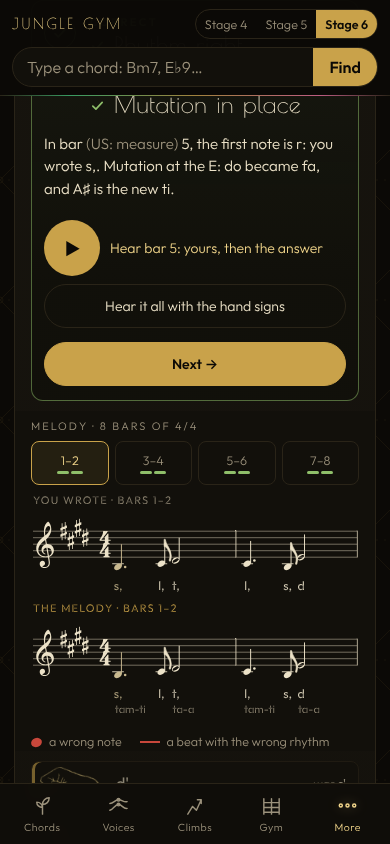 JUNGLE GYM
Stage 4 Stage 5 Stage 6
Type a chord: Bm7, E♭9... Find
✓ Mutation in place
In bar (US: measure) 5, the first note is r: you
wrote s,. Mutation at the E: do became fa,
and A♯ is the new ti.
Hear bar 5: yours, then the answer
Hear it all with the hand signs
Next →
MELODY · 8 BARS OF 4/4
1–2 3–4 5–6 7–8
YOU WROTE · BARS 1–2
4
4
s, l, t, l, s, d
THE MELODY · BARS 1–2
4
4
s, l, t, l, s, d
tam-ti ta-a tam-ti ta-a
a wrong note a beat with the wrong rhythm
Chords Voices Climbs Gym More